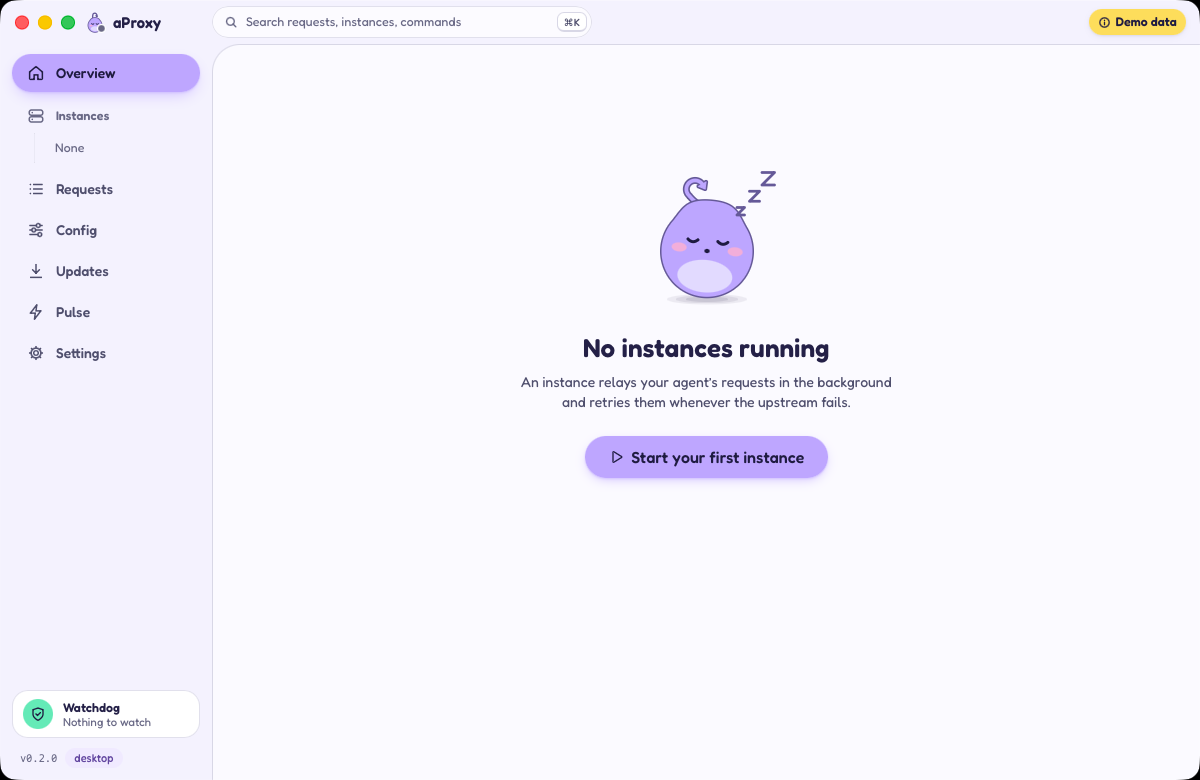 aProxy
Search requests, instances, commands
⌘K
Demo data
Overview
Instances
None
Requests
Config
Updates
Pulse
Settings
z z z
No instances running
An instance relays your agent's requests in the background
and retries them whenever the upstream fails.
Start your first instance
Watchdog
Nothing to watch
v0.2.0 desktop